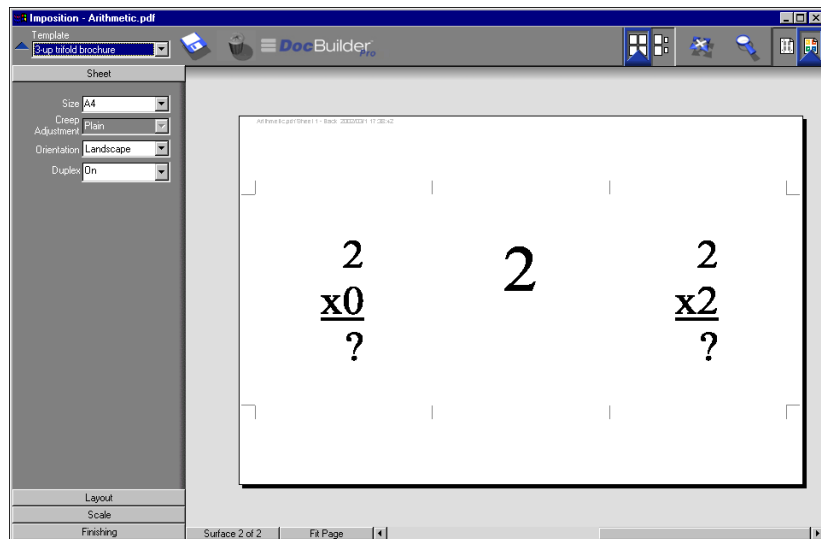 Imposition - Arithmetic.pdf
Template
3-up trifold brochure
DocBuilder Pro
Sheet
Size A4
Creep Adjustment Plain
Orientation Landscape
Duplex On
2
x0
?
2
2
x2
?
Layout
Scale
Finishing
Surface 2 of 2
Fit Page